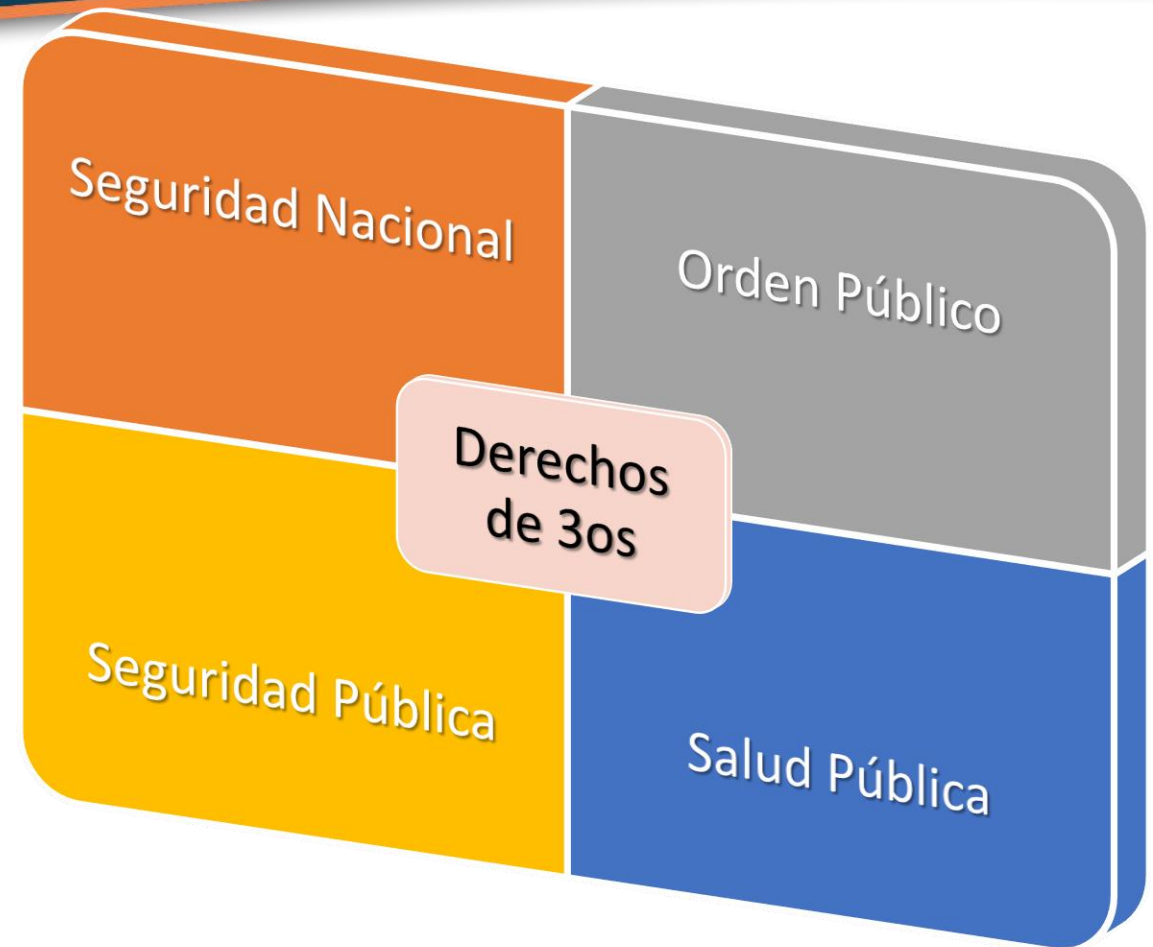 Seguridad Nacional
Orden Público
Derechos
de 3os
Seguridad Pública
Salud Pública